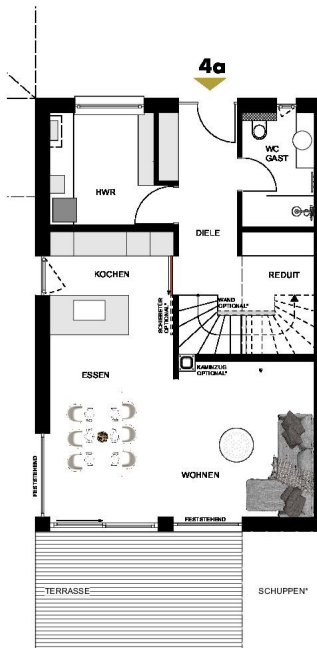 4a
WC
GAST
HWR
DIELE
KOCHEN
REDUIT
WAND
OPTIONAL*
SCHIEBETÜR
OPTIONAL*
KAMINZUG
OPTIONAL*
ESSEN
WOHNEN
FESTSTEHEND
FESTSTEHEND
TERRASSE
SCHUPPEN*